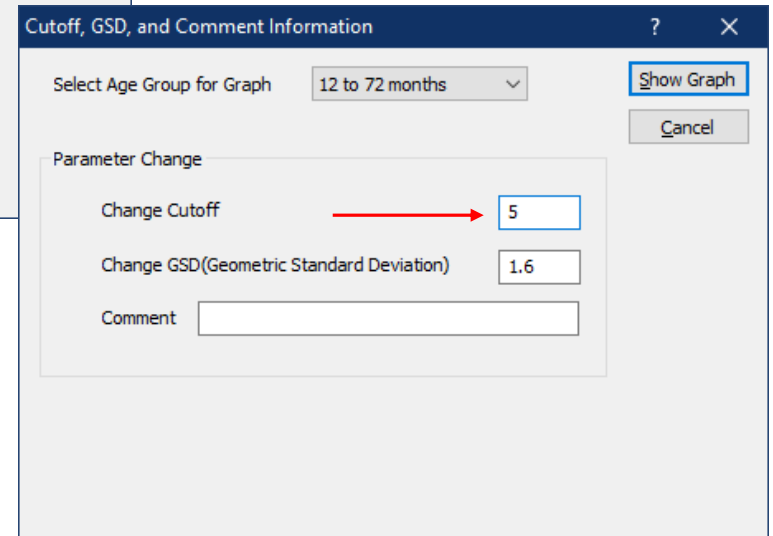 Cutoff, GSD, and Comment Information ? ×
Select Age Group for Graph 12 to 72 months Show Graph
Cancel
Parameter Change
Change Cutoff 5
Change GSD(Geometric Standard Deviation) 1.6
Comment